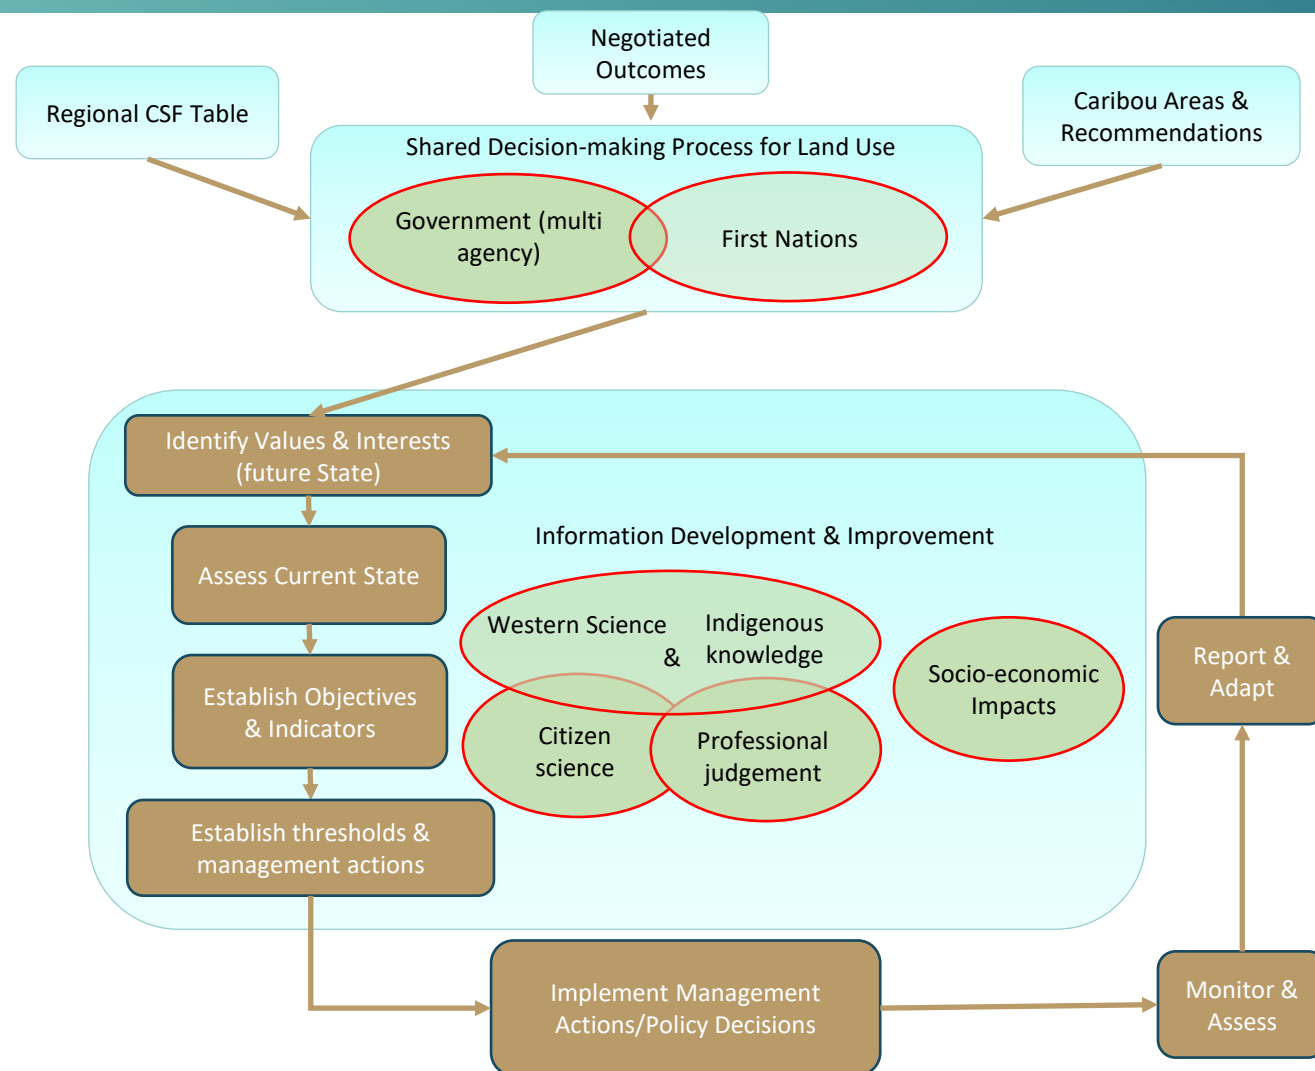 Negotiated
Outcomes
Regional CSF Table
Caribou Areas &
Recommendations
Shared Decision-making Process for Land Use
Government (multi
agency)
First Nations
Identify Values & Interests
(future State)
Assess Current State
Establish Objectives
& Indicators
Establish thresholds &
management actions
Information Development & Improvement
Western Science
&
Indigenous
knowledge
Citizen
science
Professional
judgement
Socio-economic
Impacts
Report &
Adapt
Implement Management
Actions/Policy Decisions
Monitor &
Assess